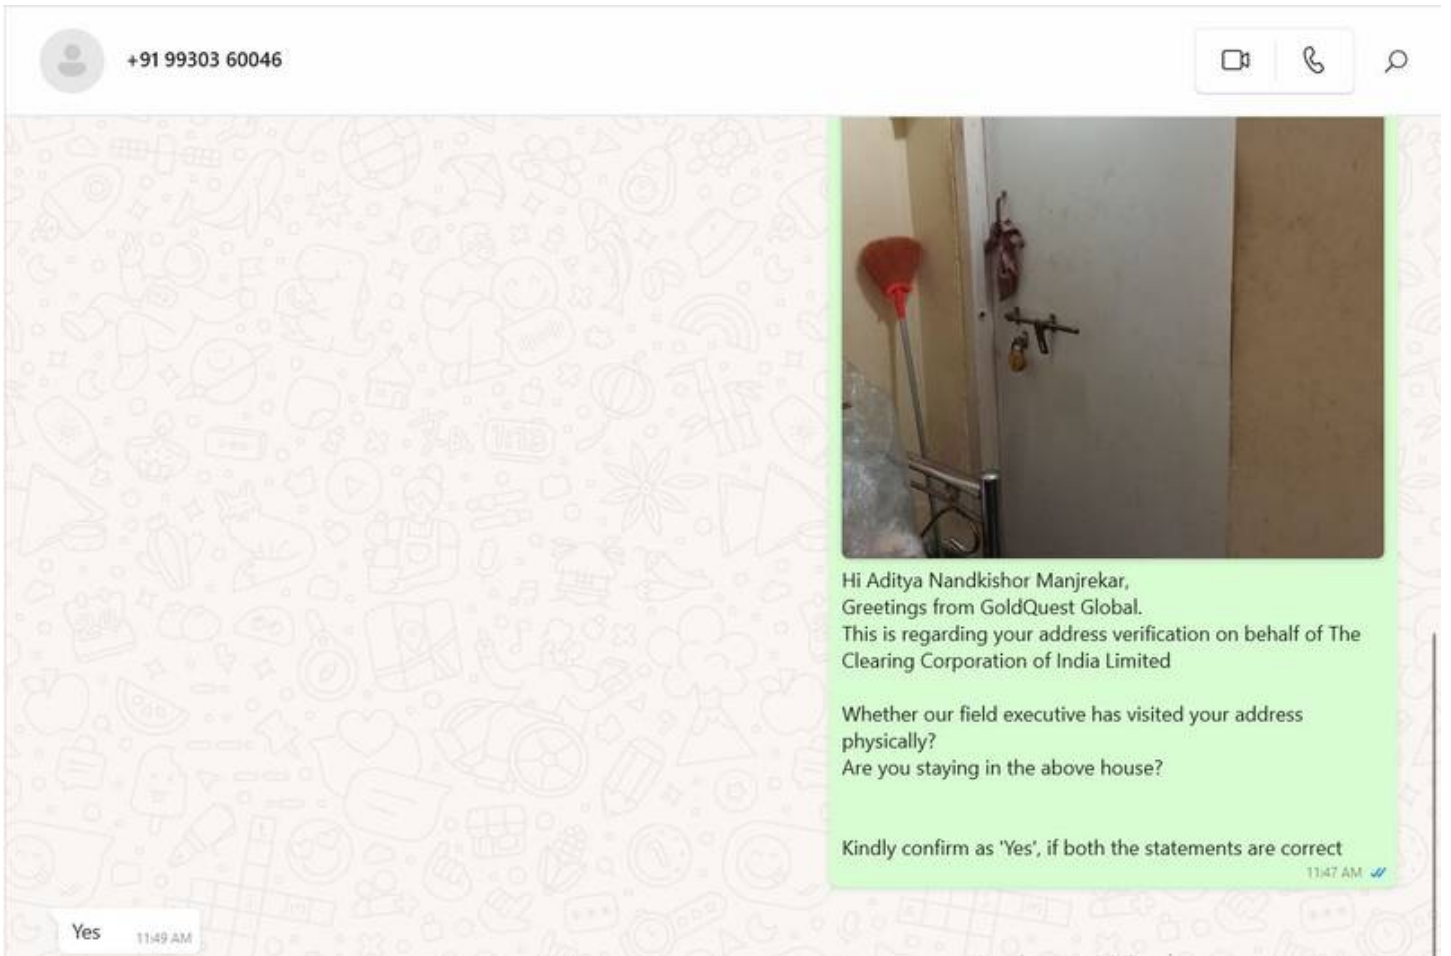 +91 99303 60046
Hi Aditya Nandkishor Manjrekar,
Greetings from GoldQuest Global.
This is regarding your address verification on behalf of The
Clearing Corporation of India Limited
Whether our field executive has visited your address
physically?
Are you staying in the above house?
Kindly confirm as 'Yes', if both the statements are correct
11:47 AM
Yes 11:49 AM